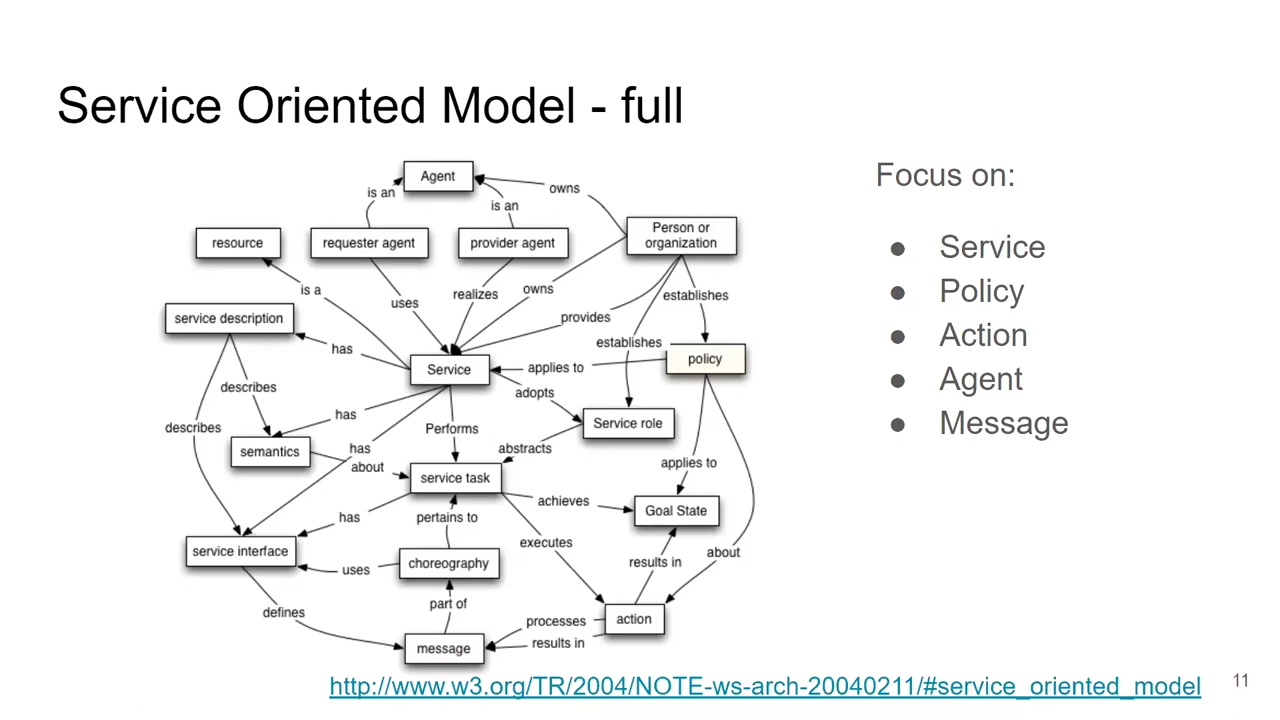 Service Oriented Model - full
Agent
is an
owns
is an
resource
requester agent
provider agent
Person or
organization
is a
uses
realizes
owns
establishes
service description
provides
has
establishes
Service
applies to
policy
describes
adopts
has
Service role
describes
Performs
semantics
has
about
abstracts
applies to
service task
has
pertains to
achieves
Goal State
service interface
executes
about
uses
choreography
results in
defines
part of
processes
action
message
results in
Focus on:
● Service
● Policy
● Action
● Agent
● Message
http://www.w3.org/TR/2004/NOTE-ws-arch-20040211/#service_oriented_model
11